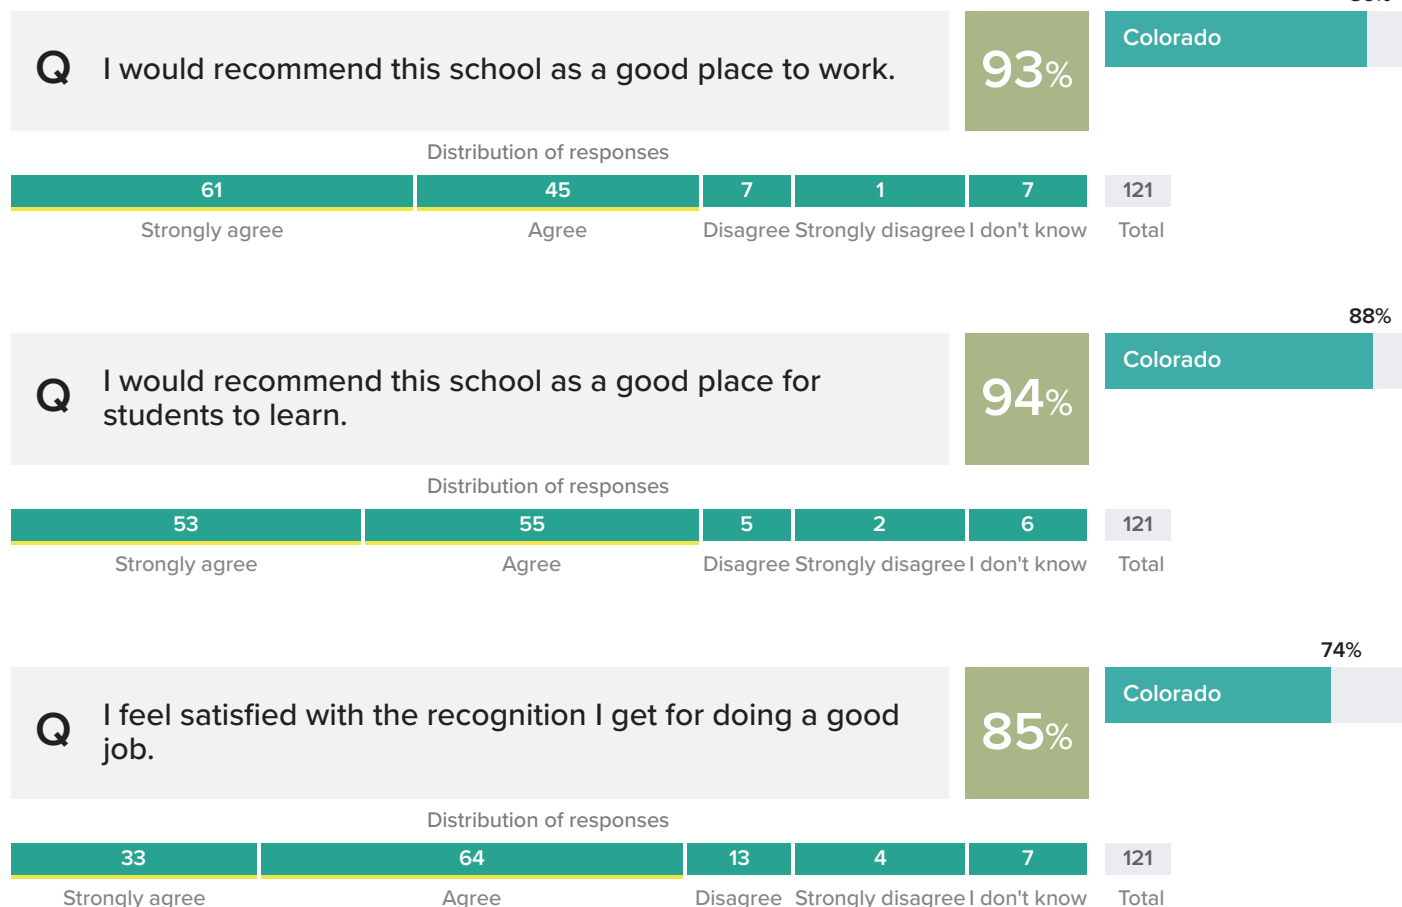 Q I would recommend this school as a good place to work. 93% Colorado
Distribution of responses
61 45 7 1 7 121
Strongly agree Agree Disagree Strongly disagree I don't know Total
88%
Q I would recommend this school as a good place for students to learn. 94% Colorado
Distribution of responses
53 55 5 2 6 121
Strongly agree Agree Disagree Strongly disagree I don't know Total
74%
Q I feel satisfied with the recognition I get for doing a good job. 85% Colorado
Distribution of responses
33 64 13 4 7 121
Strongly agree Agree Disagree Strongly disagree I don't know Total